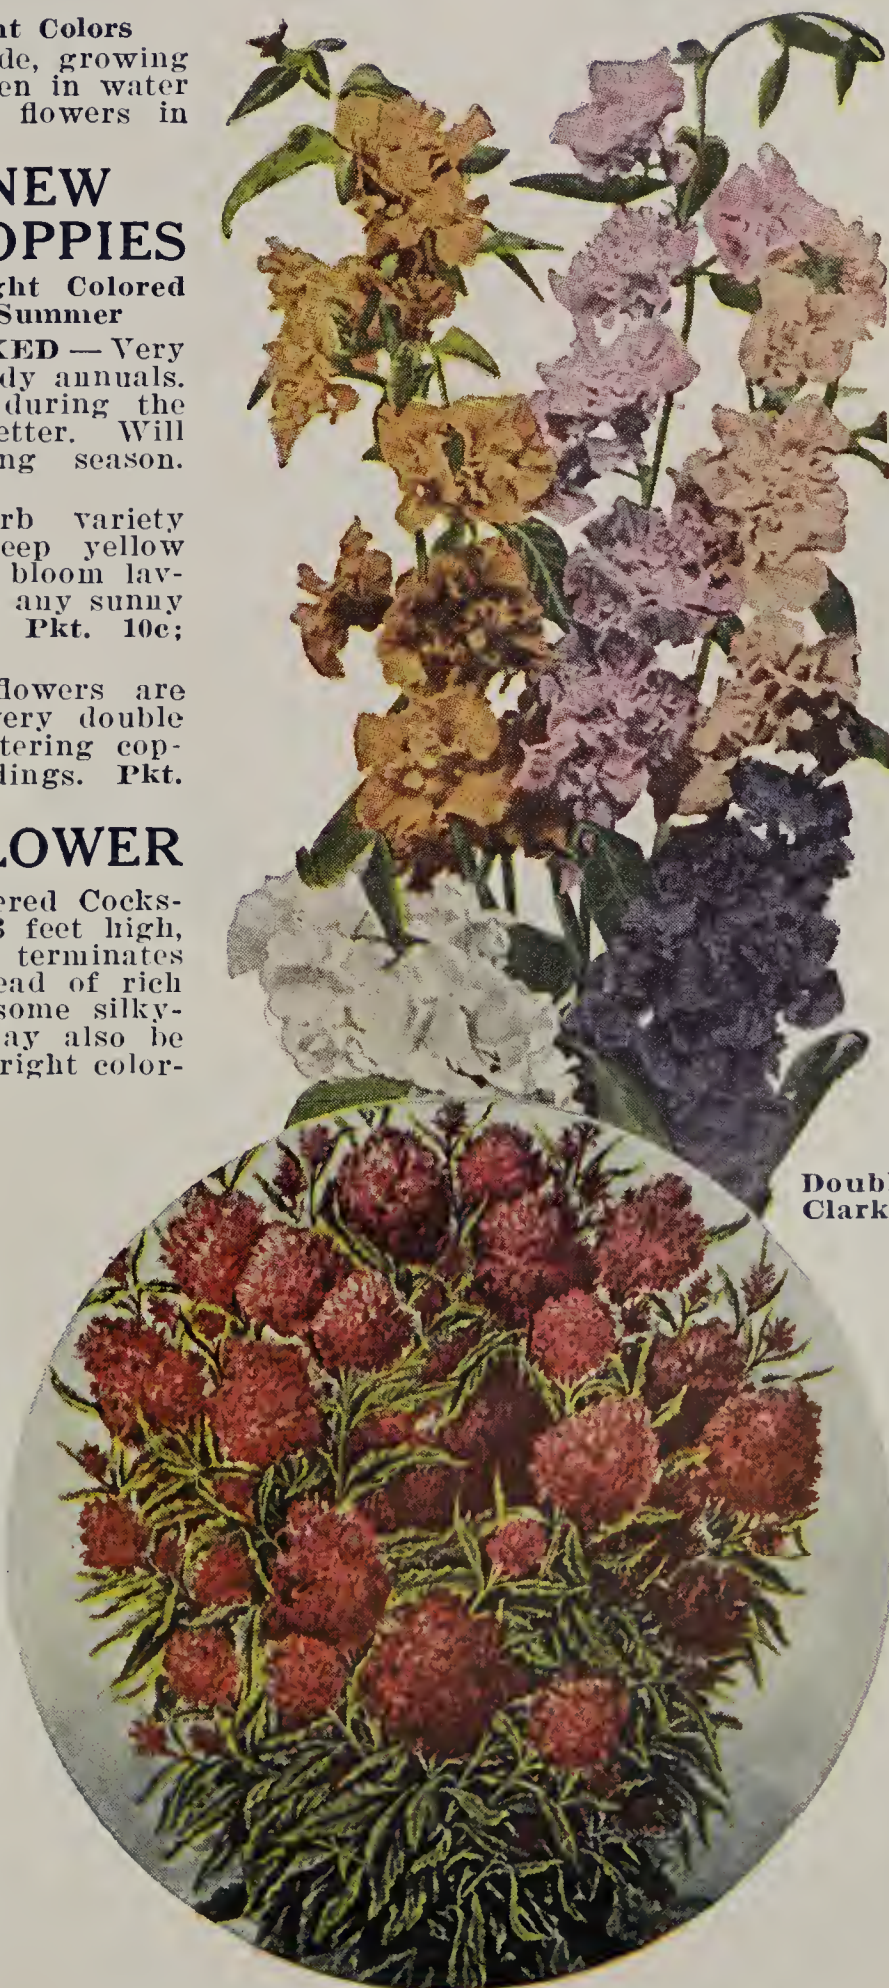 nt Colors
de, growing
en in water
flowers in
NEW
OPPIES
ght Colored
Summer
KED — Very
dy annuals.
during the
etter. Will
ng season.
rb variety
eep yellow
bloom lav-
any sunny
Pkt. 10c;
flowers are
very double
tering cop-
dings. Pkt.
LOWER
ered Cocks-
3 feet high,
terminates
ead of rich
some silky-
ay also be
right color-
Doubl
Clark